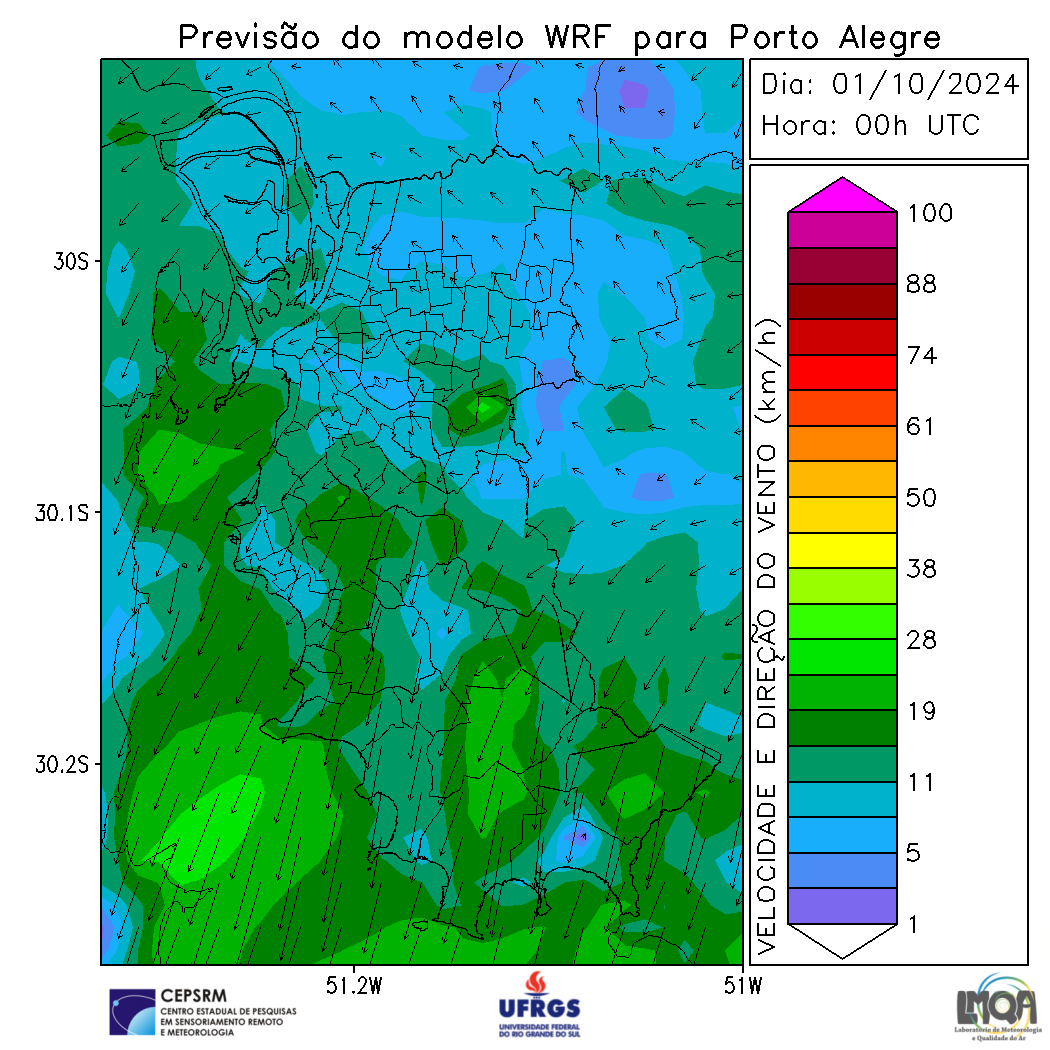 Previsão do modelo WRF para Porto Alegre
Dia: 01/10/2024
Hora: 00h UTC
30S
30.1S
30.2S
51.2W
51W
VELOCIDADE E DIREÇÃO DO VENTO (km/h)
100
88
74
61
50
38
28
19
11
5
1
CEPSRM
CENTRO ESTADUAL DE PESQUISAS
EM SENSORIAMENTO REMOTO
E METEOROLOGIA
UFRGS
UNIVERSIDADE FEDERAL
DO RIO GRANDE DO SUL
LMQA
Laboratório de Meteorologia
e Qualidade do Ar